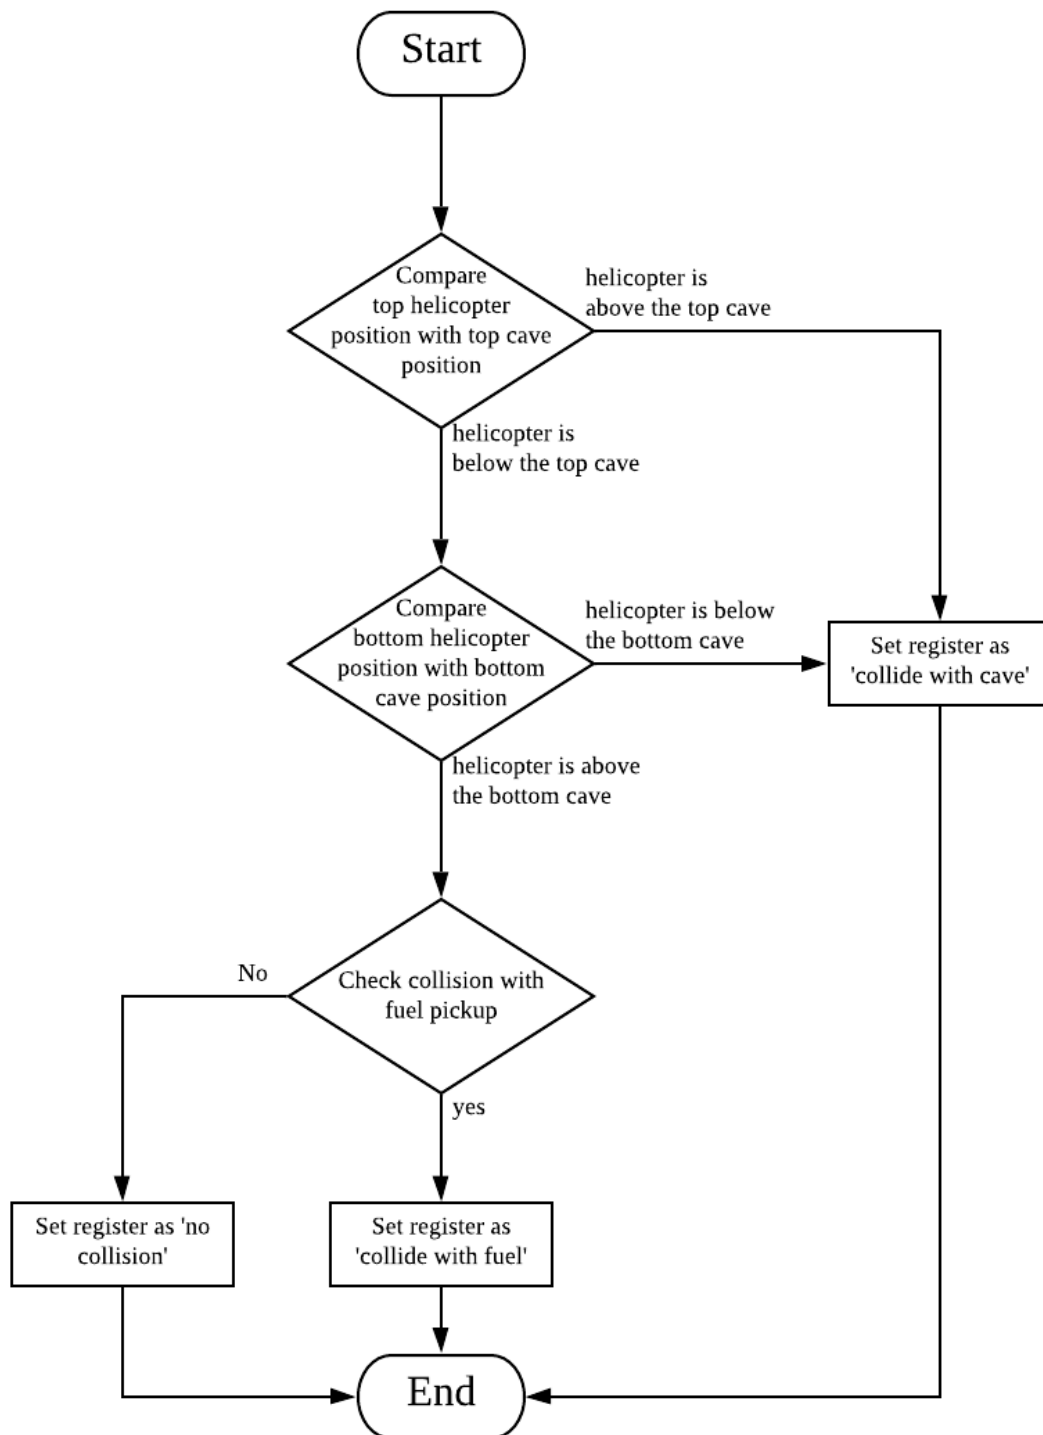 Start
Compare
top helicopter
position with top cave
position
helicopter is
above the top cave
helicopter is
below the top cave
Compare
bottom helicopter
position with bottom
cave position
helicopter is below
the bottom cave
Set register as
'collide with cave'
helicopter is above
the bottom cave
Check collision with
fuel pickup
No
yes
Set register as 'no
collision'
Set register as
'collide with fuel'
End